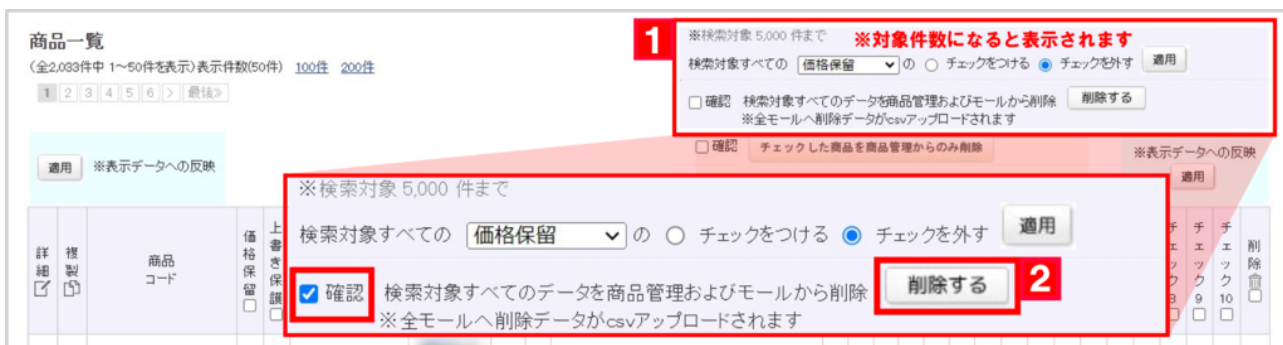 商品一覧
(全2,033件中 1~50件を表示)表示件数(50件) 100件 200件
1 2 3 4 5 6 > 最後≫
適用 ※表示データへの反映
1
※検索対象 5,000 件まで ※対象件数になると表示されます
検索対象すべての 価格保留 の チェックをつける チェックを外す 適用
確認 検索対象すべてのデータを商品管理およびモールから削除 削除する
※全モールへ削除データがcsvアップロードされます
確認 チェックした商品を商品管理からのみ削除
※表示データへの反映
適用
※検索対象 5,000 件まで
検索対象すべての 価格保留 の チェックをつける チェックを外す 適用
確認 検索対象すべてのデータを商品管理およびモールから削除 削除する 2
※全モールへ削除データがcsvアップロードされます
詳細
複製
商品
コード
価格保留
上書き保護
チェック8
チェック9
チェック10
削除